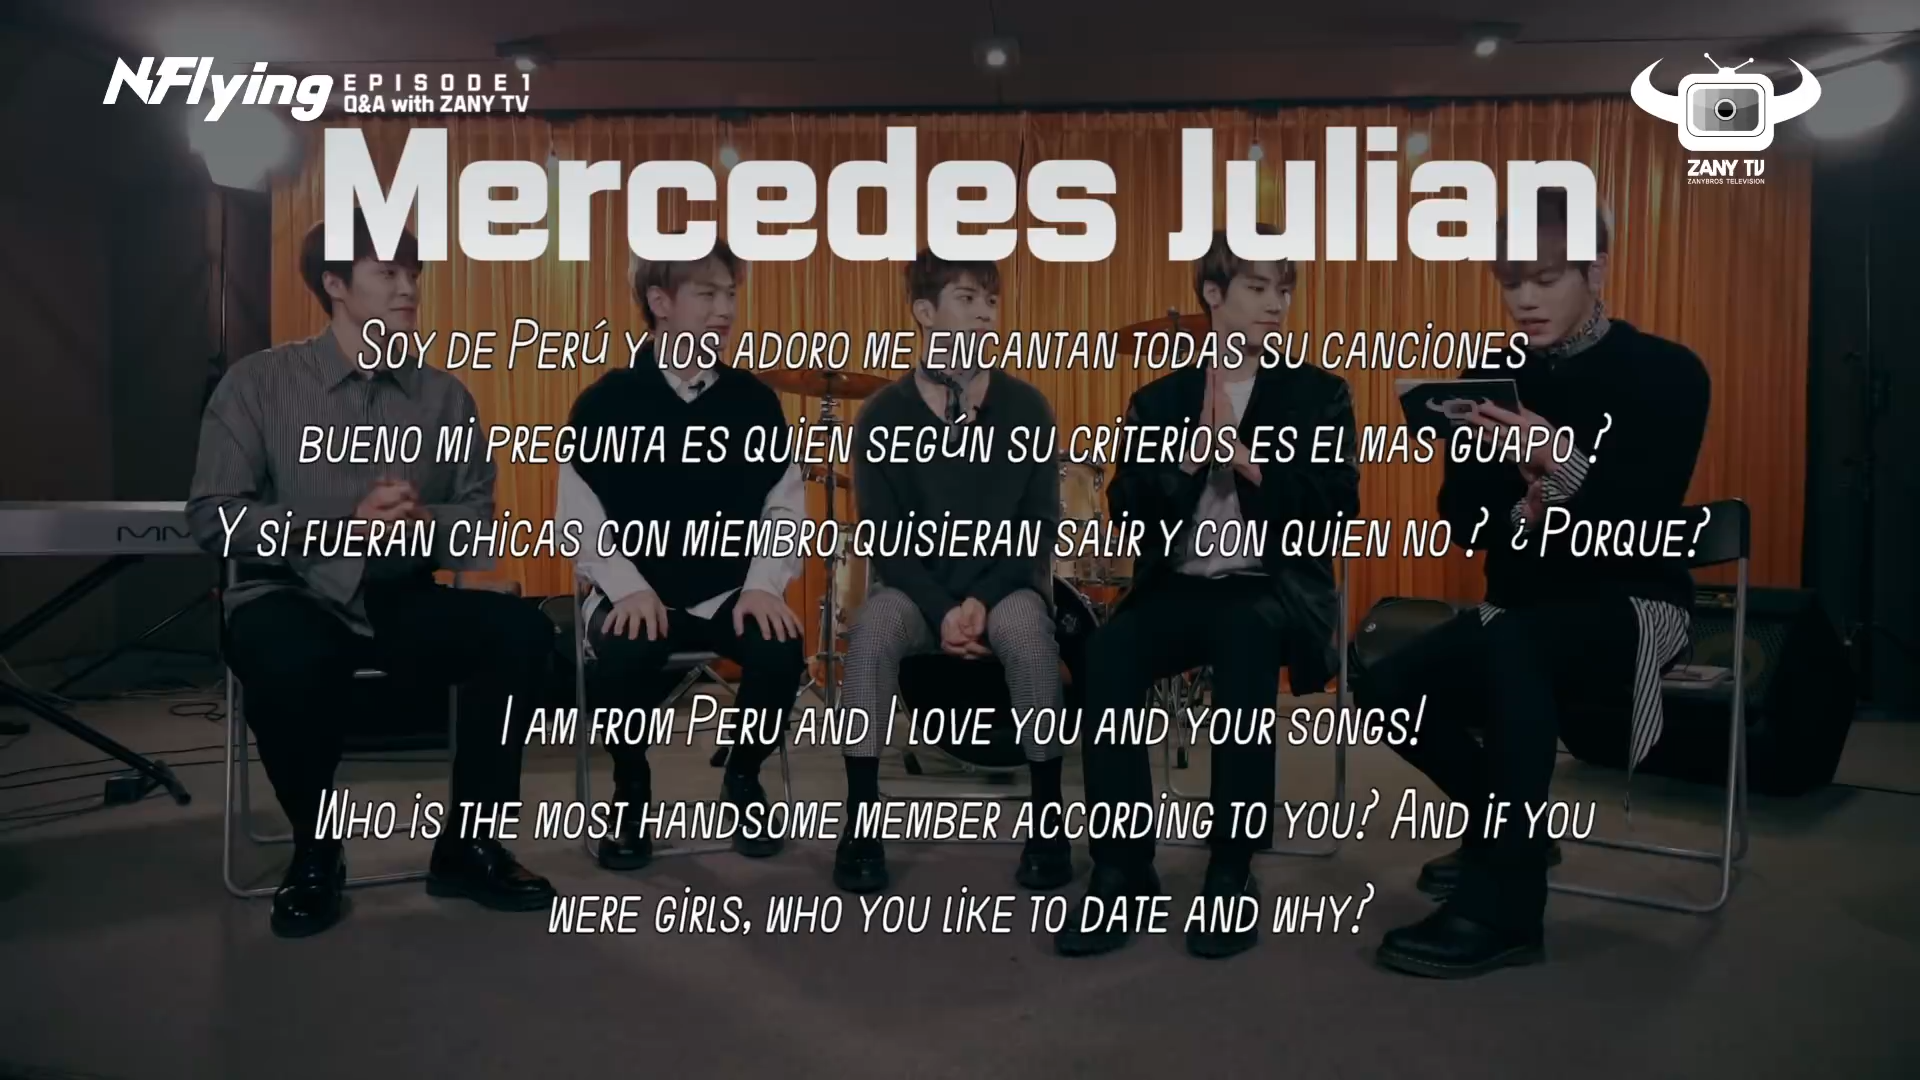 N.Flying
EPISODE1
Q&A with ZANY TV
ZANY TV
ZANYBROS TELEVISION
Mercedes Julian
Soy de Perú y los adoro me encantan todas su canciones
bueno mi pregunta es quien según su criterios es el mas guapo ?
Y si fueran chicas con miembro quisieran salir y con quien no ? ¿Porque?
I am from Peru and I love you and your songs!
Who is the most handsome member according to you? And if you
were girls, who you like to date and why?